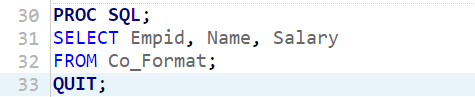 30 PROC SQL;
31 SELECT Empid, Name, Salary
32 FROM Co_Format;
33 QUIT;